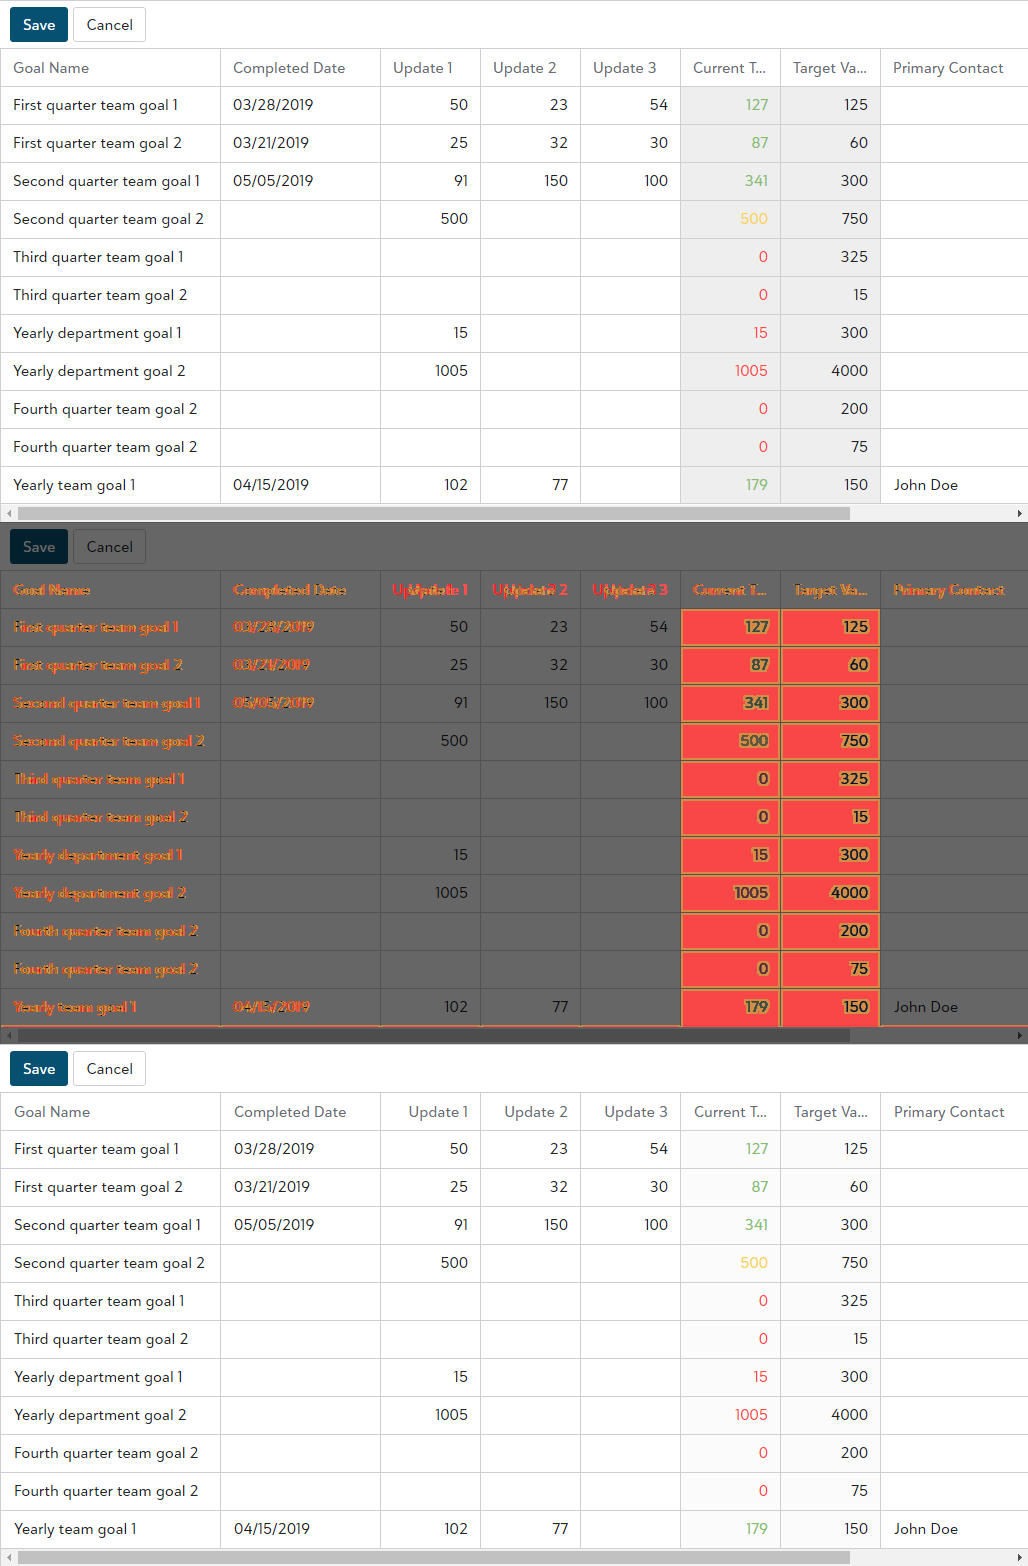 Save Cancel
Goal Name Completed Date Update 1 Update 2 Update 3 Current T... Target Va... Primary Contact
First quarter team goal 1 03/28/2019 50 23 54 127 125
First quarter team goal 2 03/21/2019 25 32 30 87 60
Second quarter team goal 1 05/05/2019 91 150 100 341 300
Second quarter team goal 2 500 500 750
Third quarter team goal 1 0 325
Third quarter team goal 2 0 15
Yearly department goal 1 15 15 300
Yearly department goal 2 1005 1005 4000
Fourth quarter team goal 2 0 200
Fourth quarter team goal 2 0 75
Yearly team goal 1 04/15/2019 102 77 179 150 John Doe
Save Cancel
Goal Name Completed Date Update 1 Update 2 Update 3 Current T... Target Va... Primary Contact
First quarter team goal 1 03/28/2019 50 23 54 127 125
First quarter team goal 2 03/21/2019 25 32 30 87 60
Second quarter team goal 1 05/05/2019 91 150 100 341 300
Second quarter team goal 2 500 500 750
Third quarter team goal 1 0 325
Third quarter team goal 2 0 15
Yearly department goal 1 15 15 300
Yearly department goal 2 1005 1005 4000
Fourth quarter team goal 2 0 200
Fourth quarter team goal 2 0 75
Yearly team goal 1 04/15/2019 102 77 179 150 John Doe
Save Cancel
Goal Name Completed Date Update 1 Update 2 Update 3 Current T... Target Va... Primary Contact
First quarter team goal 1 03/28/2019 50 23 54 127 125
First quarter team goal 2 03/21/2019 25 32 30 87 60
Second quarter team goal 1 05/05/2019 91 150 100 341 300
Second quarter team goal 2 500 500 750
Third quarter team goal 1 0 325
Third quarter team goal 2 0 15
Yearly department goal 1 15 15 300
Yearly department goal 2 1005 1005 4000
Fourth quarter team goal 2 0 200
Fourth quarter team goal 2 0 75
Yearly team goal 1 04/15/2019 102 77 179 150 John Doe